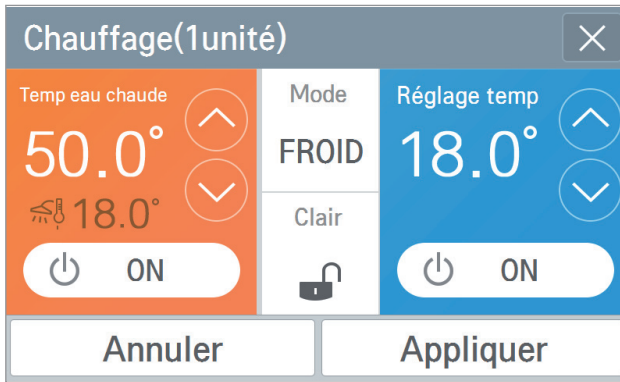 Chauffage(1unité)
Temp eau chaude
50.0°
18.0°
ON
Mode
FROID
Clair
Réglage temp
18.0°
ON
Annuler
Appliquer